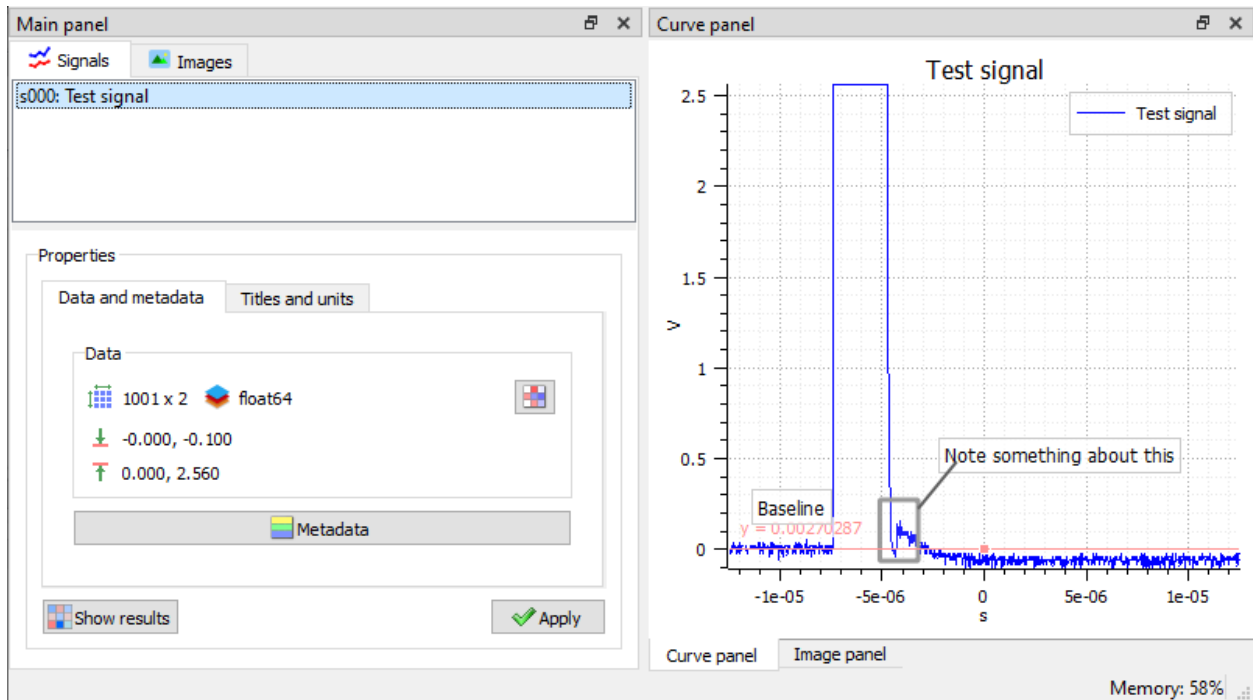 Main panel
Signals
Images
s000: Test signal
Properties
Data and metadata
Titles and units
Data
1001 x 2
float64
-0.000, -0.100
0.000, 2.560
Metadata
Show results
Apply
Curve panel
Test signal
Test signal
2.5
2
1.5
1
0.5
0
V
Note something about this
Baseline
y = 0.00270287
-1e-05
-5e-06
0
5e-06
1e-05
s
Curve panel
Image panel
Memory: 58%